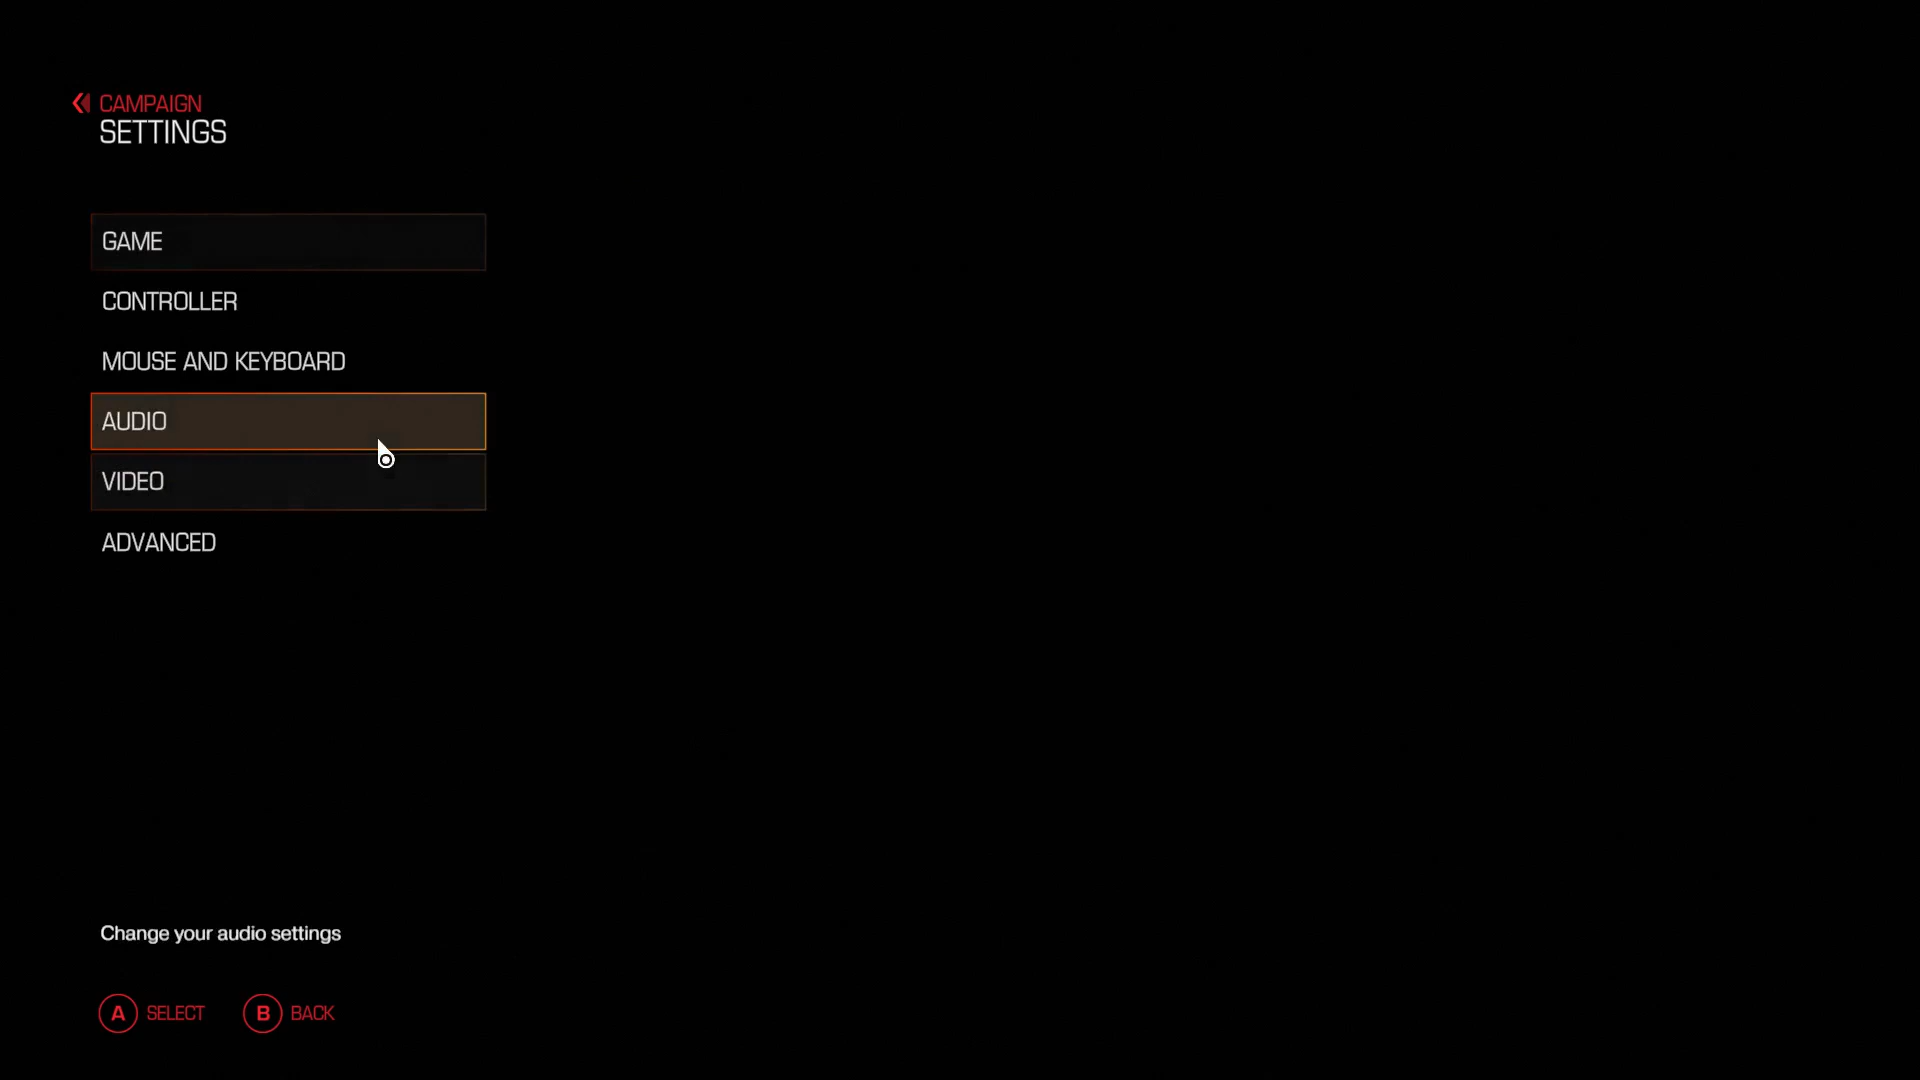 CAMPAIGN
SETTINGS
GAME
CONTROLLER
MOUSE AND KEYBOARD
AUDIO
VIDEO
ADVANCED
Change your audio settings
A SELECT B BACK